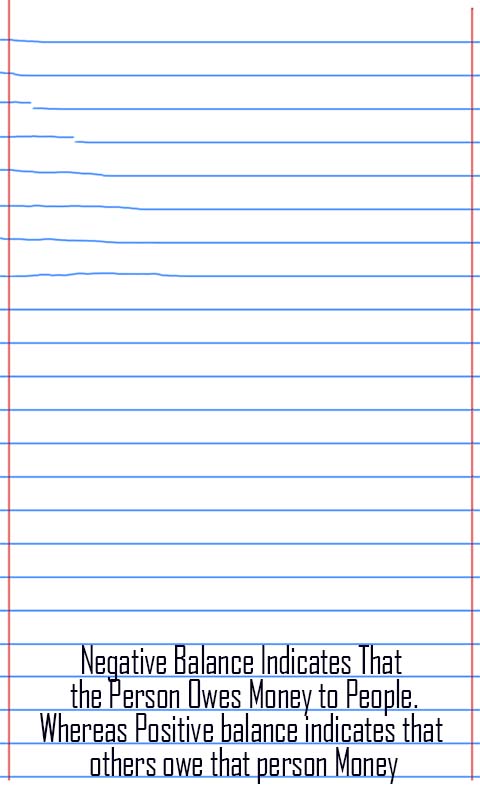 Negative Balance Indicates That
the Person Owes Money to People.
Whereas Positive balance indicates that
others owe that person Money